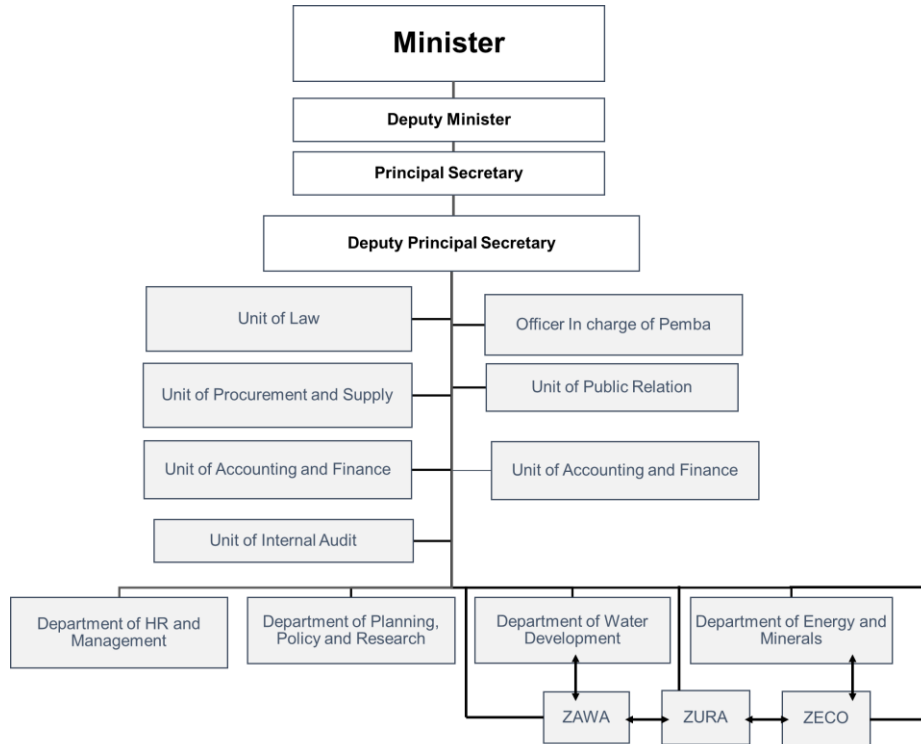 Minister
Deputy Minister
Principal Secretary
Deputy Principal Secretary
Unit of Law
Officer In charge of Pemba
Unit of Procurement and Supply
Unit of Public Relation
Unit of Accounting and Finance
Unit of Accounting and Finance
Unit of Internal Audit
Department of HR and
Management
Department of Planning,
Policy and Research
Department of Water
Development
Department of Energy and
Minerals
ZAWA
ZURA
ZECO